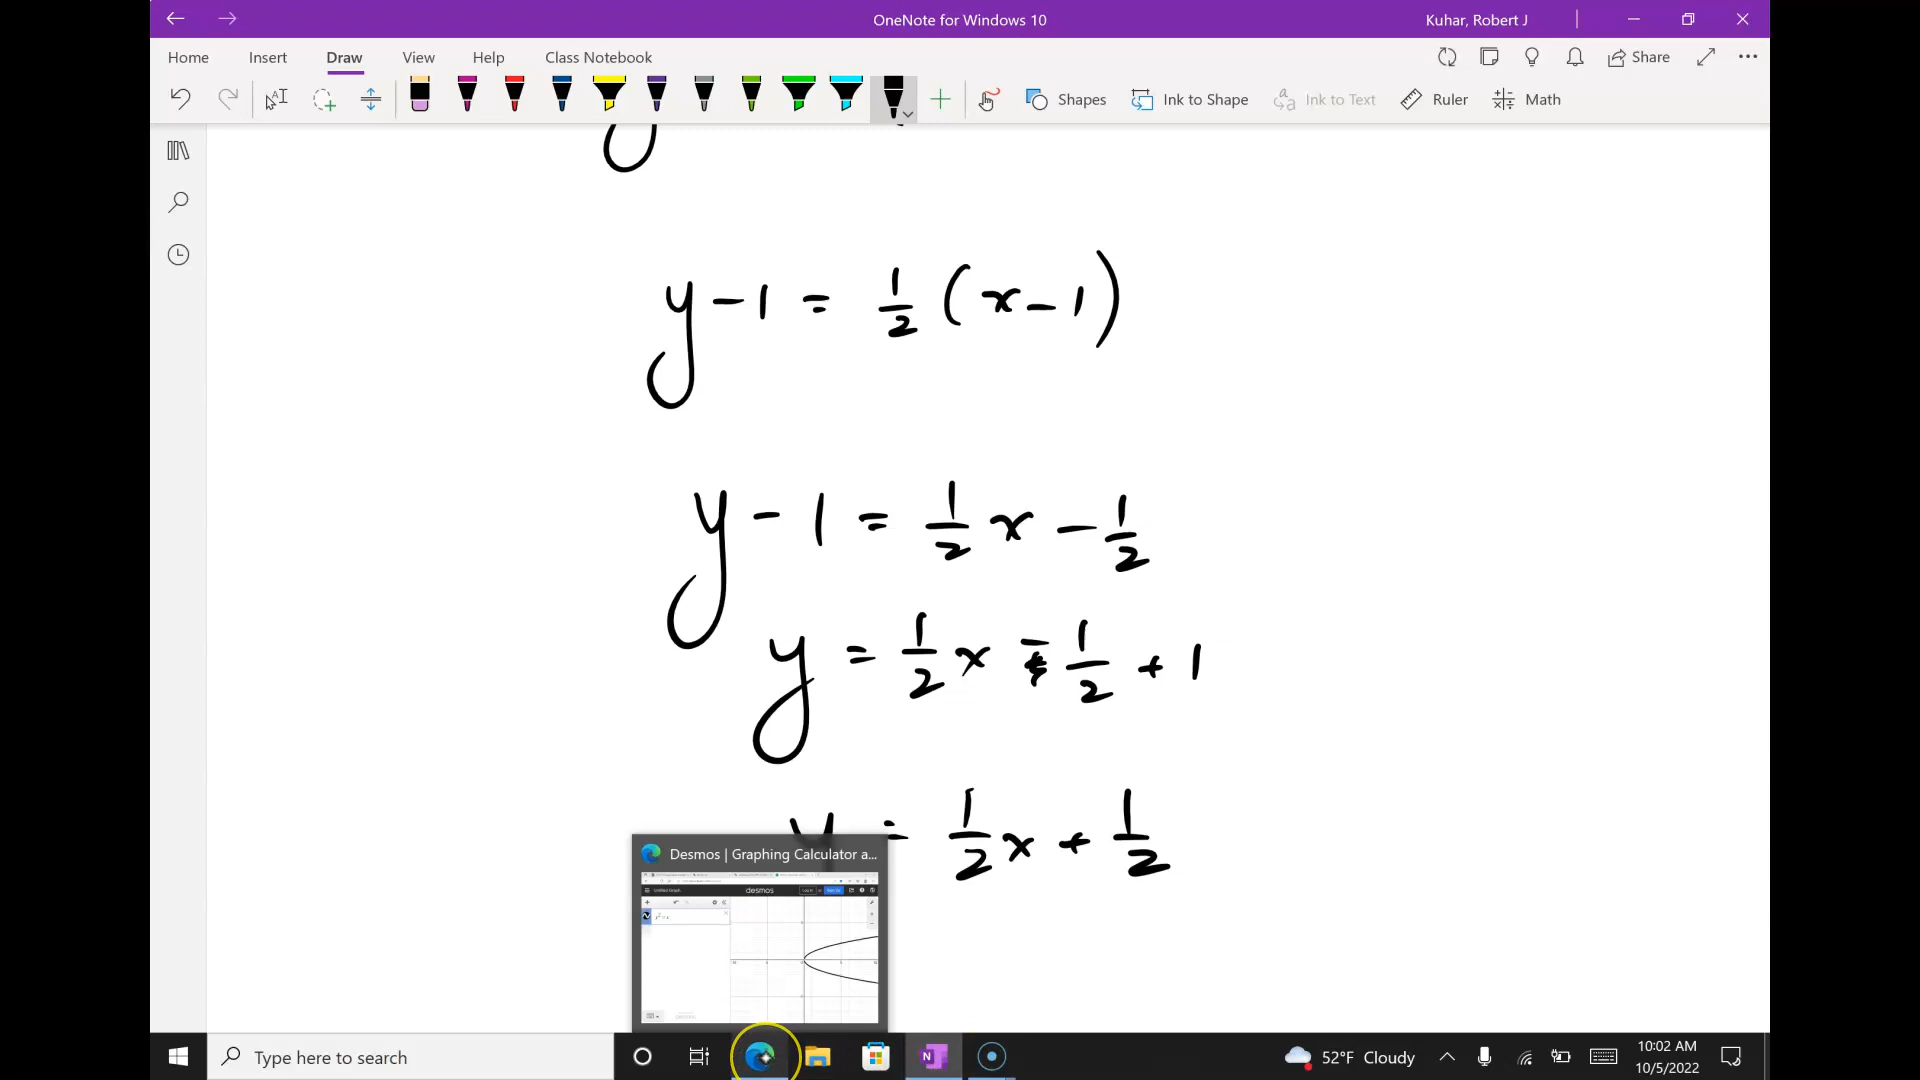 OneNote for Windows 10
Kuhar, Robert J
Home Insert Draw View Help Class Notebook
Share
Shapes Ink to Shape Ink to Text Ruler Math
y - 1 = 1/2 (x - 1)
y - 1 = 1/2 x - 1/2
y = 1/2 x - 1/2 + 1
y = 1/2 x + 1/2
Desmos | Graphing Calculator a...
desmos
Type here to search
52°F Cloudy
10:02 AM
10/5/2022